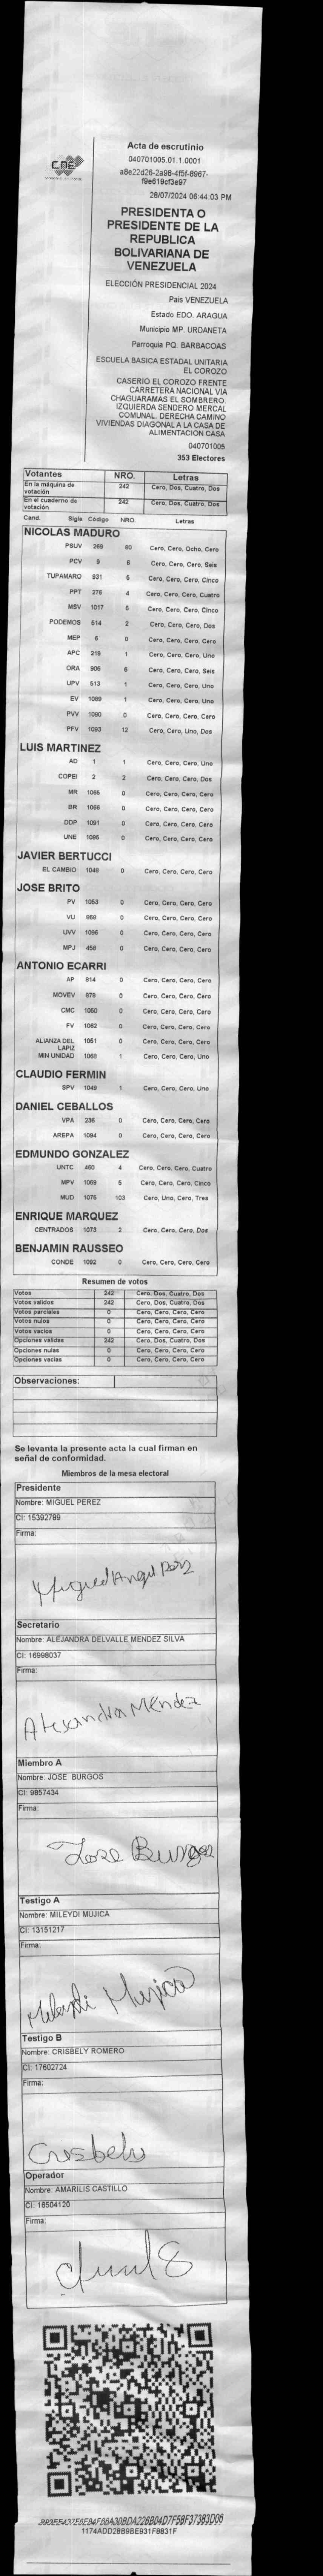 CNE
Acta de escrutinio
040701005.01.1.0001
a8e22d26-2a98-4f5f-8967-
f9e619cf3e97
28/07/2024 06:44:03 PM
PRESIDENTA O
PRESIDENTE DE LA
REPUBLICA
BOLIVARIANA DE
VENEZUELA
ELECCIÓN PRESIDENCIAL 2024
Pais VENEZUELA
Estado EDO. ARAGUA
Municipio MP. URDANETA
Parroquia PQ. BARBACOAS
ESCUELA BASICA ESTADAL UNITARIA
EL COROZO
CASERIO EL COROZO FRENTE
CARRETERA NACIONAL VIA
CHAGUARAMAS EL SOMBRERO.
IZQUIERDA SENDERO MERCAL
COMUNAL. DERECHA CAMINO
VIVIENDAS DIAGONAL A LA CASA DE
ALIMENTACION CASA
040701005
353 Electores
Votantes NRO. Letras
En la máquina de votación 242 Cero, Dos, Cuatro, Dos
En el cuaderno de votación 242 Cero, Dos, Cuatro, Dos
Cand. Sigla Código NRO. Letras
NICOLAS MADURO
PSUV 269 80 Cero, Cero, Ocho, Cero
PCV 9 6 Cero, Cero, Cero, Seis
TUPAMARO 931 5 Cero, Cero, Cero, Cinco
PPT 276 4 Cero, Cero, Cero, Cuatro
MSV 1017 5 Cero, Cero, Cero, Cinco
PODEMOS 514 2 Cero, Cero, Cero, Dos
MEP 6 0 Cero, Cero, Cero, Cero
APC 219 1 Cero, Cero, Cero, Uno
ORA 906 6 Cero, Cero, Cero, Seis
UPV 513 1 Cero, Cero, Cero, Uno
EV 1089 1 Cero, Cero, Cero, Uno
PVV 1090 0 Cero, Cero, Cero, Cero
PFV 1093 12 Cero, Cero, Uno, Dos
LUIS MARTINEZ
AD 1 1 Cero, Cero, Cero, Uno
COPEI 2 2 Cero, Cero, Cero, Dos
MR 1065 0 Cero, Cero, Cero, Cero
BR 1066 0 Cero, Cero, Cero, Cero
DDP 1091 0 Cero, Cero, Cero, Cero
UNE 1095 0 Cero, Cero, Cero, Cero
JAVIER BERTUCCI
EL CAMBIO 1048 0 Cero, Cero, Cero, Cero
JOSE BRITO
PV 1053 0 Cero, Cero, Cero, Cero
VU 968 0 Cero, Cero, Cero, Cero
UVV 1096 0 Cero, Cero, Cero, Cero
MPJ 458 0 Cero, Cero, Cero, Cero
ANTONIO ECARRI
AP 814 0 Cero, Cero, Cero, Cero
MOVEV 678 0 Cero, Cero, Cero, Cero
CMC 1050 0 Cero, Cero, Cero, Cero
FV 1062 0 Cero, Cero, Cero, Cero
ALIANZA DEL LAPIZ 1051 0 Cero, Cero, Cero, Cero
MIN UNIDAD 1068 1 Cero, Cero, Cero, Uno
CLAUDIO FERMIN
SPV 1049 1 Cero, Cero, Cero, Uno
DANIEL CEBALLOS
VPA 236 0 Cero, Cero, Cero, Cero
AREPA 1094 0 Cero, Cero, Cero, Cero
EDMUNDO GONZALEZ
UNTC 460 4 Cero, Cero, Cero, Cuatro
MPV 1069 5 Cero, Cero, Cero, Cinco
MUD 1075 103 Cero, Uno, Cero, Tres
ENRIQUE MARQUEZ
CENTRADOS 1073 2 Cero, Cero, Cero, Dos
BENJAMIN RAUSSEO
CONDE 1092 0 Cero, Cero, Cero, Cero
Resumen de votos
Votos 242 Cero, Dos, Cuatro, Dos
Votos validos 242 Cero, Dos, Cuatro, Dos
Votos parciales 0 Cero, Cero, Cero, Cero
Votos nulos 0 Cero, Cero, Cero, Cero
Votos vacios 0 Cero, Cero, Cero, Cero
Opciones validas 242 Cero, Dos, Cuatro, Dos
Opciones nulas 0 Cero, Cero, Cero, Cero
Opciones vacias 0 Cero, Cero, Cero, Cero
Observaciones:
Se levanta la presente acta la cual firman en
señal de conformidad.
Miembros de la mesa electoral
Presidente
Nombre: MIGUEL PEREZ
CI: 15392789
Firma:
Miguel Angel Perez
Secretario
Nombre: ALEJANDRA DELVALLE MENDEZ SILVA
CI: 16998037
Firma:
Alexandra Méndez
Miembro A
Nombre: JOSE BURGOS
CI: 9857434
Firma:
Jose Burgos
Testigo A
Nombre: MILEYDI MUJICA
CI: 13151217
Firma:
Mileydi Mujica
Testigo B
Nombre: CRISBELY ROMERO
CI: 17602724
Firma:
Crisbely
Operador
Nombre: AMARILIS CASTILLO
CI: 16504120
Firma:
1174ADD28B9BE931F8831F